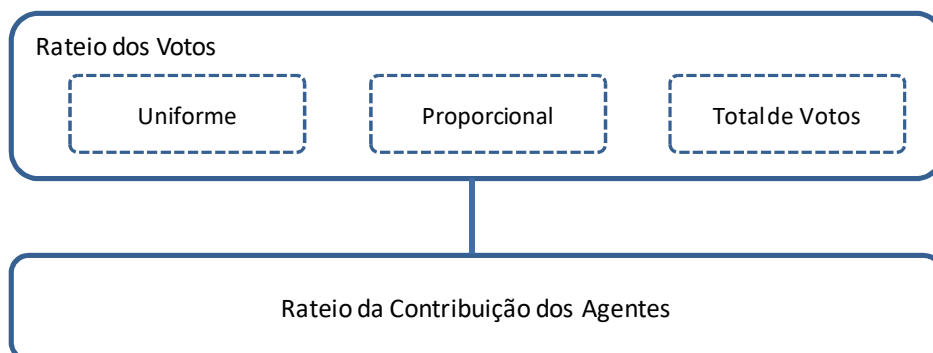 Rateio dos Votos
Uniforme
Proporcional
Total de Votos
Rateio da Contribuição dos Agentes